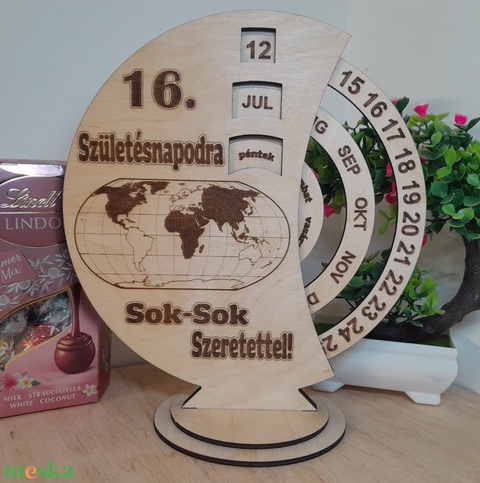 12
16.
JUL
Születésnapodra
péntek
Sok-Sok
Szeretettel!
15
16
17
18
19
20
21
22
23
24
SEP
OKT
NOV
Lindt
LINDO
Mix
MILK - STRACCIATELLA
WHITE - COCONUT
meska